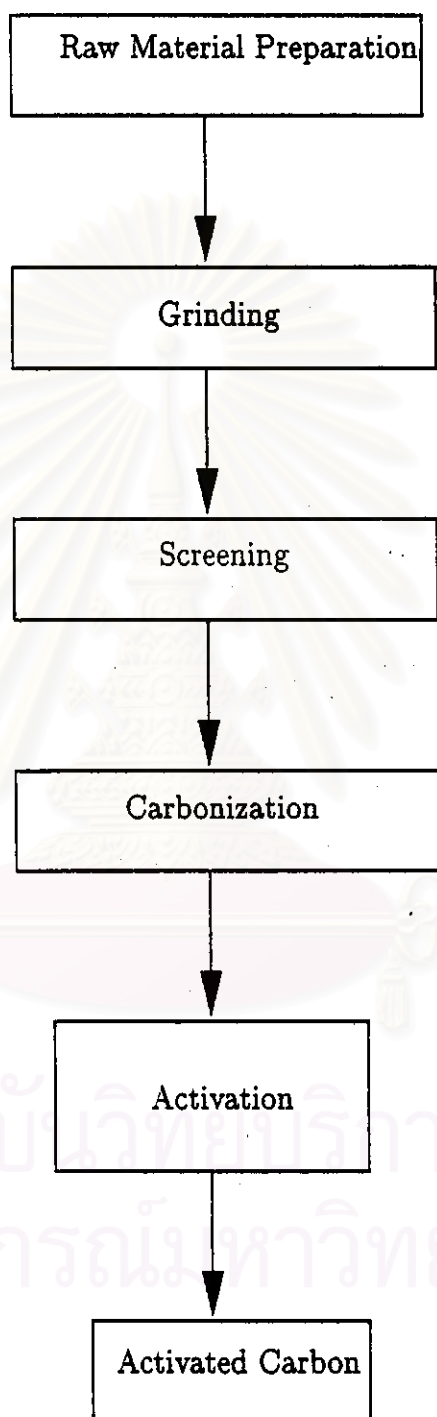 Raw Material Preparation
Grinding
Screening
Carbonization
Activation
Activated Carbon